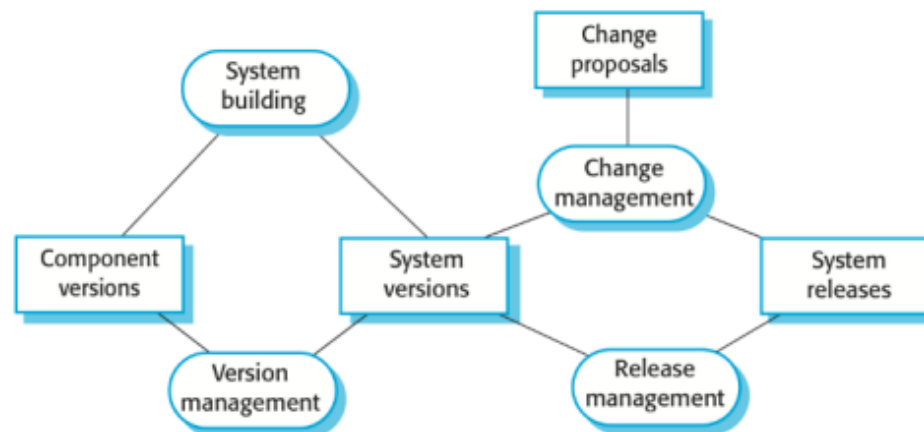 Change
proposals
System
building
Change
management
Component
versions
System
versions
System
releases
Version
management
Release
management